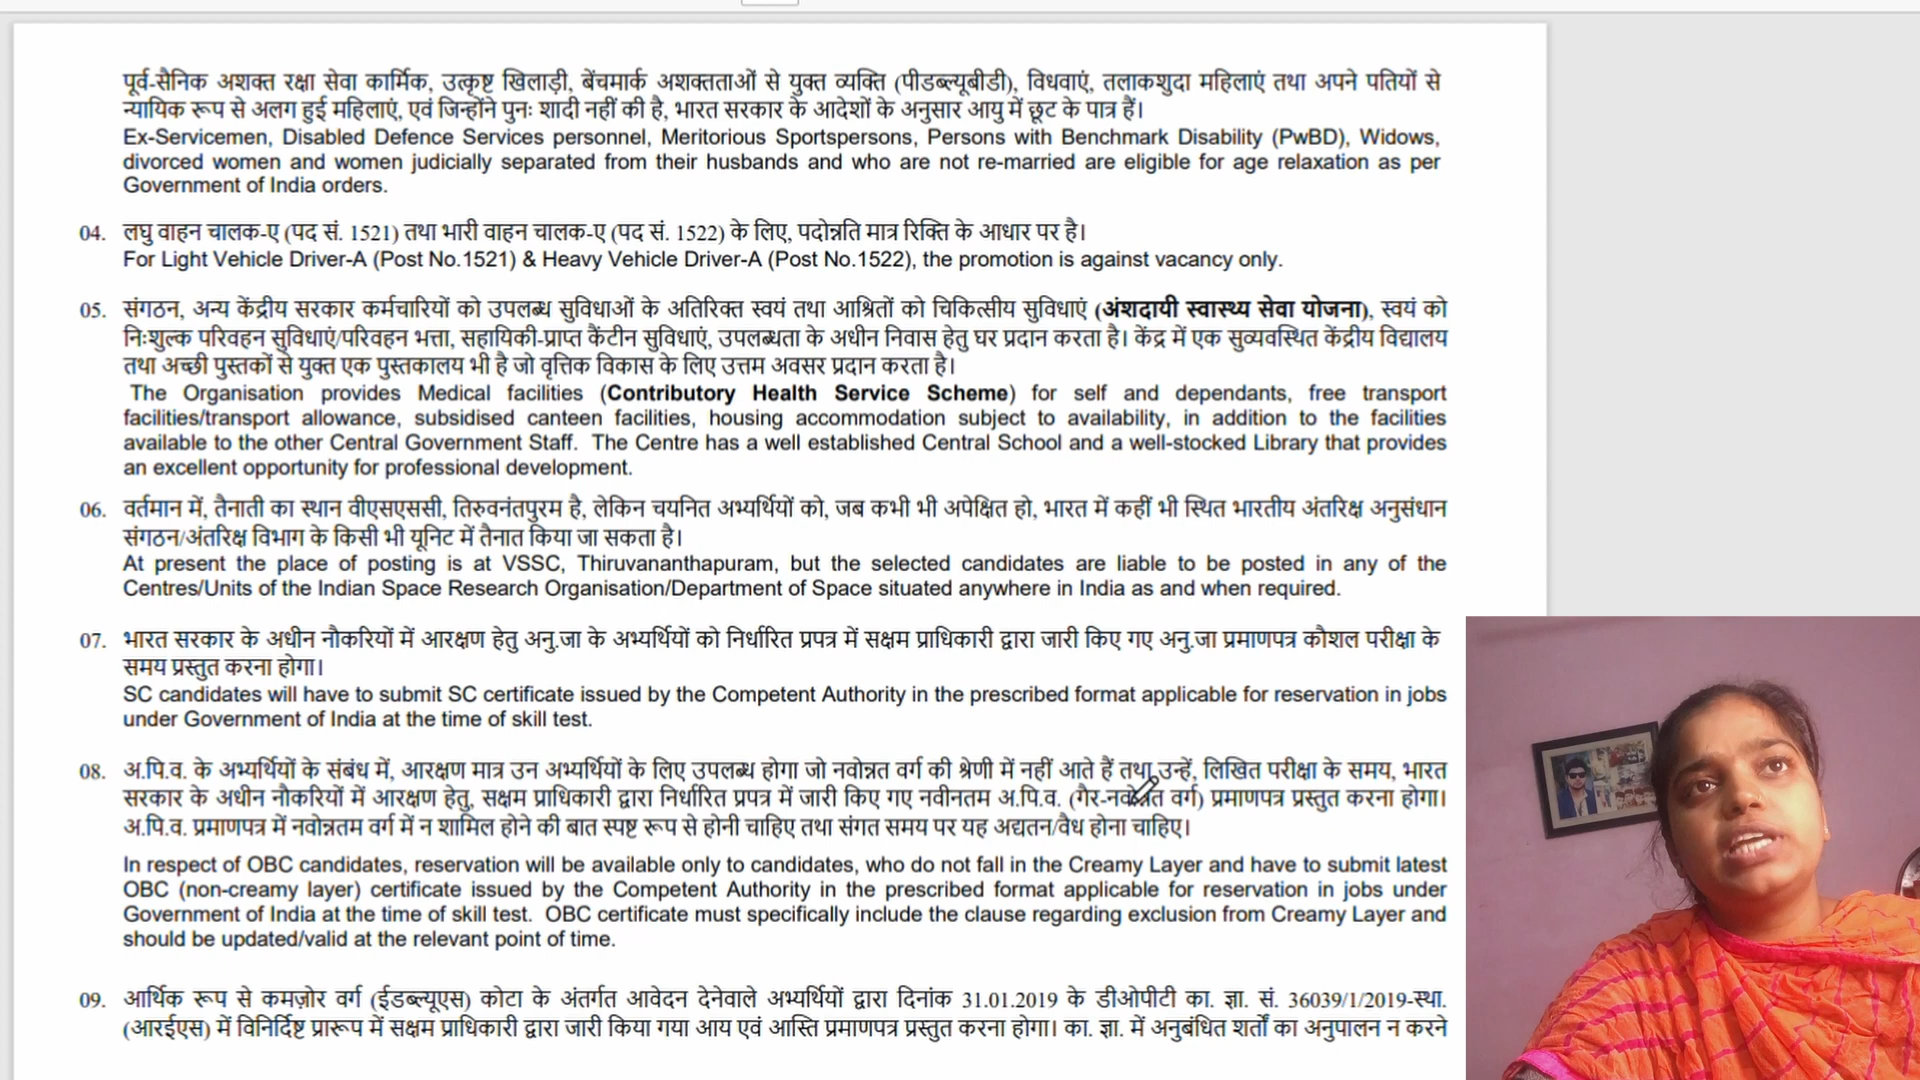 पूर्व-सैनिक अशक्त रक्षा सेवा कार्मिक, उत्कृष्ट खिलाड़ी, बेंचमार्क अशक्तताओं से युक्त व्यक्ति (पीडब्ल्यूबीडी), विधवाएं, तलाकशुदा महिलाएं तथा अपने पतियों से
न्यायिक रूप से अलग हुई महिलाएं, एवं जिन्होंने पुनः शादी नहीं की है, भारत सरकार के आदेशों के अनुसार आयु में छूट के पात्र हैं।
Ex-Servicemen, Disabled Defence Services personnel, Meritorious Sportspersons, Persons with Benchmark Disability (PwBD), Widows,
divorced women and women judicially separated from their husbands and who are not re-married are eligible for age relaxation as per
Government of India orders.
04. लघु वाहन चालक-ए (पद सं. 1521) तथा भारी वाहन चालक-ए (पद सं. 1522) के लिए, पदोन्नति मात्र रिक्ति के आधार पर है।
For Light Vehicle Driver-A (Post No.1521) & Heavy Vehicle Driver-A (Post No.1522), the promotion is against vacancy only.
05. संगठन, अन्य केंद्रीय सरकार कर्मचारियों को उपलब्ध सुविधाओं के अतिरिक्त स्वयं तथा आश्रितों को चिकित्सीय सुविधाएं (अंशदायी स्वास्थ्य सेवा योजना), स्वयं को
निःशुल्क परिवहन सुविधाएं/परिवहन भत्ता, सहायिकी-प्राप्त कैंटीन सुविधाएं, उपलब्धता के अधीन निवास हेतु घर प्रदान करता है। केंद्र में एक सुव्यवस्थित केंद्रीय विद्यालय
तथा अच्छी पुस्तकों से युक्त एक पुस्तकालय भी है जो वृत्तिक विकास के लिए उत्तम अवसर प्रदान करता है।
The Organisation provides Medical facilities (Contributory Health Service Scheme) for self and dependants, free transport
facilities/transport allowance, subsidised canteen facilities, housing accommodation subject to availability, in addition to the facilities
available to the other Central Government Staff. The Centre has a well established Central School and a well-stocked Library that provides
an excellent opportunity for professional development.
06. वर्तमान में, तैनाती का स्थान वीएसएससी, तिरुवनंतपुरम है, लेकिन चयनित अभ्यर्थियों को, जब कभी भी अपेक्षित हो, भारत में कहीं भी स्थित भारतीय अंतरिक्ष अनुसंधान
संगठन/अंतरिक्ष विभाग के किसी भी यूनिट में तैनात किया जा सकता है।
At present the place of posting is at VSSC, Thiruvananthapuram, but the selected candidates are liable to be posted in any of the
Centres/Units of the Indian Space Research Organisation/Department of Space situated anywhere in India as and when required.
07. भारत सरकार के अधीन नौकरियों में आरक्षण हेतु अनु.जा के अभ्यर्थियों को निर्धारित प्रपत्र में सक्षम प्राधिकारी द्वारा जारी किए गए अनु.जा प्रमाणपत्र कौशल परीक्षा के
समय प्रस्तुत करना होगा।
SC candidates will have to submit SC certificate issued by the Competent Authority in the prescribed format applicable for reservation in jobs
under Government of India at the time of skill test.
08. अ.पि.व. के अभ्यर्थियों के संबंध में, आरक्षण मात्र उन अभ्यर्थियों के लिए उपलब्ध होगा जो नवोन्नत वर्ग की श्रेणी में नहीं आते हैं तथा उन्हें, लिखित परीक्षा के समय, भारत
सरकार के अधीन नौकरियों में आरक्षण हेतु, सक्षम प्राधिकारी द्वारा निर्धारित प्रपत्र में जारी किए गए नवीनतम अ.पि.व. (गैर-नवोन्नत वर्ग) प्रमाणपत्र प्रस्तुत करना होगा।
अ.पि.व. प्रमाणपत्र में नवोन्नतम वर्ग में न शामिल होने की बात स्पष्ट रूप से होनी चाहिए तथा संगत समय पर यह अद्यतन/वैध होना चाहिए।
In respect of OBC candidates, reservation will be available only to candidates, who do not fall in the Creamy Layer and have to submit latest
OBC (non-creamy layer) certificate issued by the Competent Authority in the prescribed format applicable for reservation in jobs under
Government of India at the time of skill test. OBC certificate must specifically include the clause regarding exclusion from Creamy Layer and
should be updated/valid at the relevant point of time.
09. आर्थिक रूप से कमज़ोर वर्ग (ईडब्ल्यूएस) कोटा के अंतर्गत आवेदन देनेवाले अभ्यर्थियों द्वारा दिनांक 31.01.2019 के डीओपीटी का. ज्ञा. सं. 36039/1/2019-स्था.
(आरईएस) में विनिर्दिष्ट प्रारूप में सक्षम प्राधिकारी द्वारा जारी किया गया आय एवं आस्ति प्रमाणपत्र प्रस्तुत करना होगा। का. ज्ञा. में अनुबंधित शर्तों का अनुपालन न करने